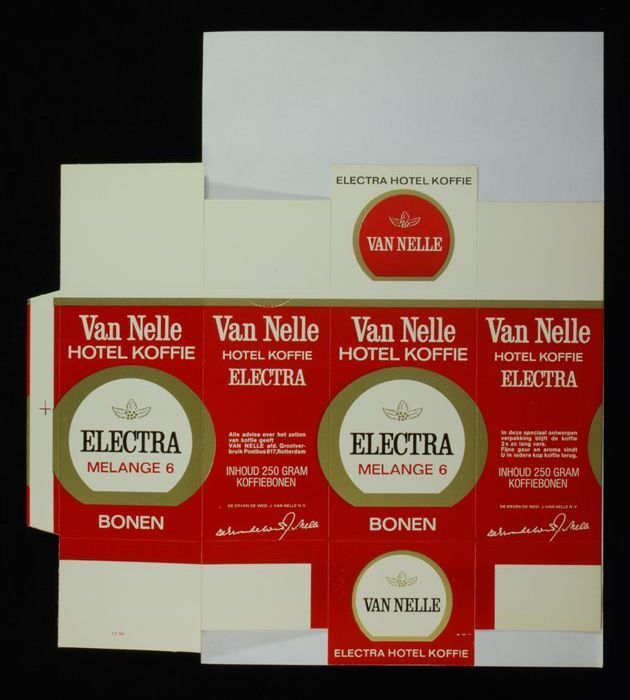 ELECTRA HOTEL KOFFIE
VAN NELLE
Van Nelle
HOTEL KOFFIE
ELECTRA
MELANGE 6
BONEN
Van Nelle
HOTEL KOFFIE
ELECTRA
Alle advies over het zetten
van koffie geeft
VAN NELLE afd. Grootver-
bruik Postbus 817, Rotterdam
INHOUD 250 GRAM
KOFFIEBONEN
DE ERVEN DE WED. J. VAN NELLE N.V.
Van Nelle
HOTEL KOFFIE
ELECTRA
MELANGE 6
BONEN
Van Nelle
HOTEL KOFFIE
ELECTRA
In deze speciaal ontworpen
verpakking blijft de koffie
2 x zo lang vers.
Fijne geur en aroma vindt
U in iedere kop koffie terug.
INHOUD 250 GRAM
KOFFIEBONEN
DE ERVEN DE WED. J. VAN NELLE N.V.
VAN NELLE
ELECTRA HOTEL KOFFIE